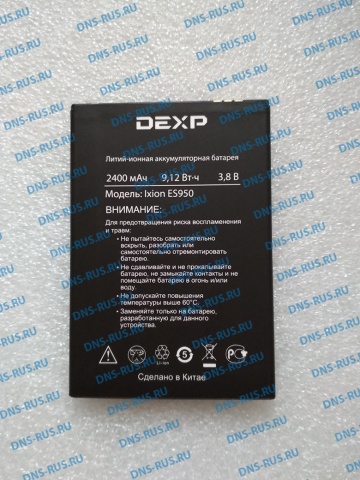 DEXP
Литий-ионная аккумуляторная батарея
2400 мАч 9,12 Вт·ч 3,8 В
Модель: Ixion ES950
ВНИМАНИЕ:
Для предотвращения риска воспламенения
и травм:
• Не пытайтесь самостоятельно
вскрыть, разобрать или
самостоятельно отремонтировать
батарею.
• Не сдавливайте и не прокалывайте
батарею, не замыкайте контакты и не
помещайте батарею в огонь и/или
воду.
• Не допускайте повышения
температуры выше 60°C.
• Заменяйте только на батарею,
разработанную для данного
устройства.
Li-ion
5
Сделано в Китае
DNS-RUS.RU